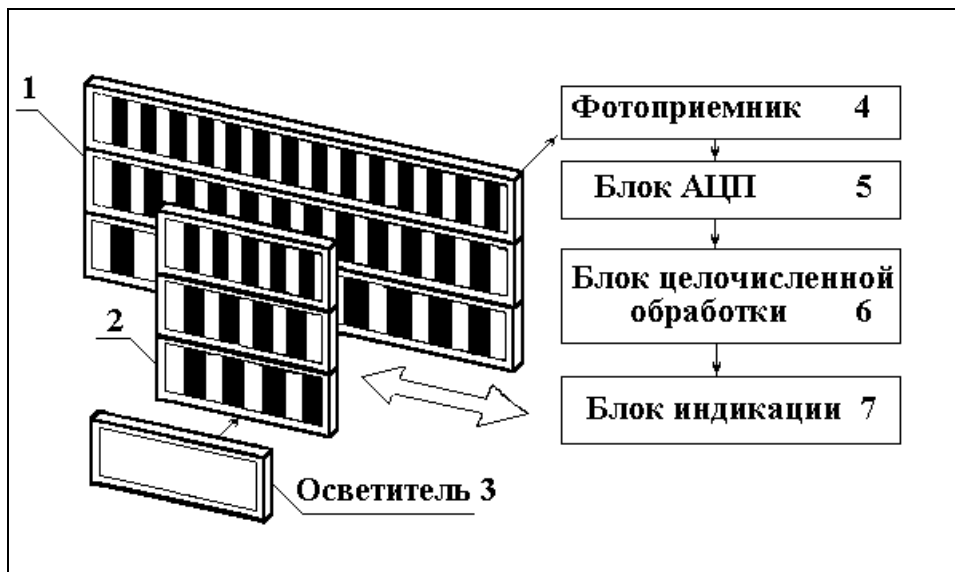 1
Фотоприемник 4
Блок АЦП 5
Блок целочисленной
обработки 6
2
Блок индикации 7
Осветитель 3